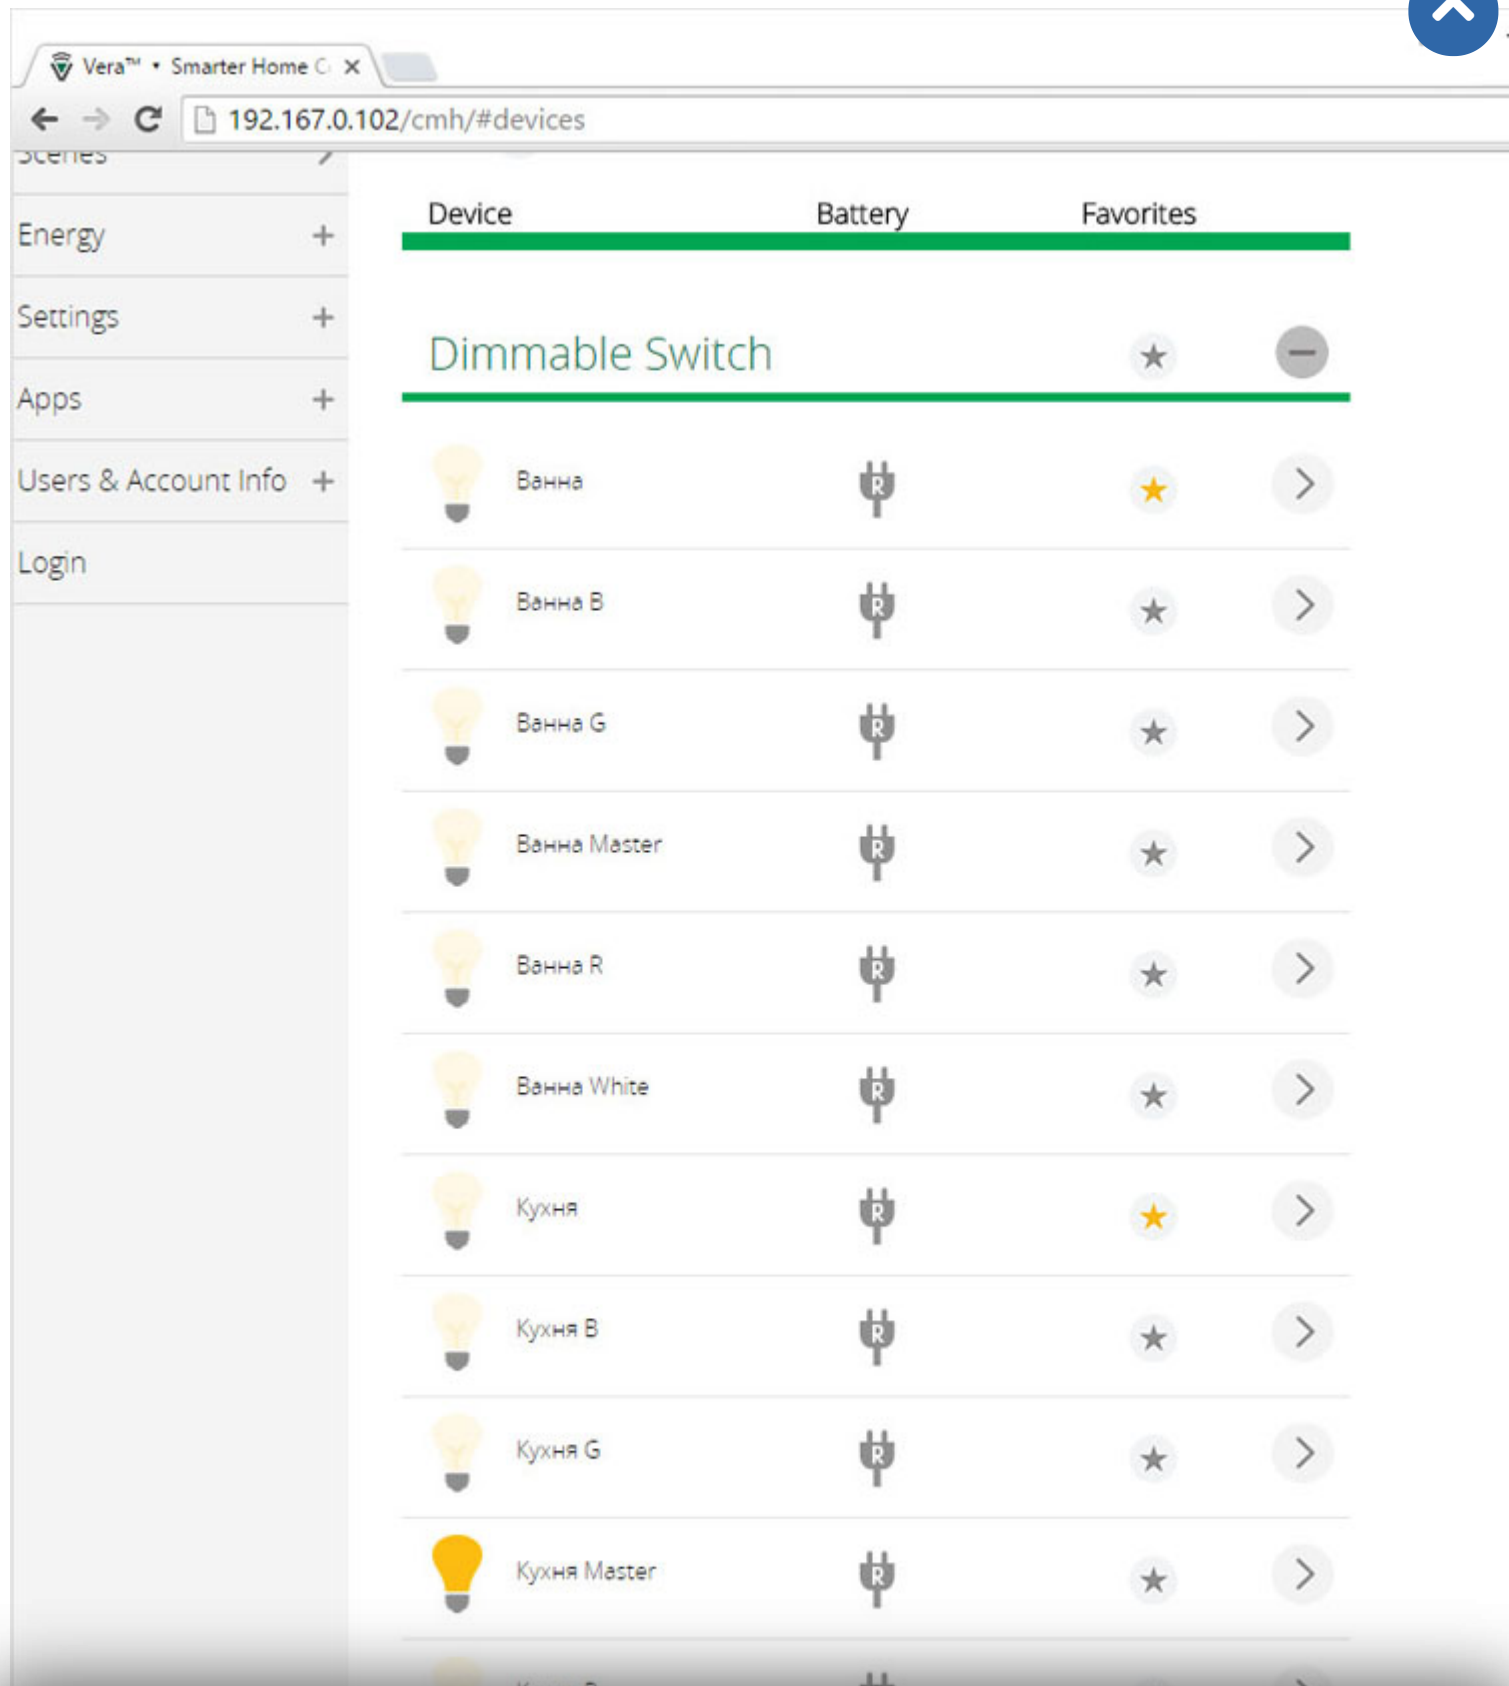 Vera™ • Smarter Home C
192.167.0.102/cmh/#devices
Scenes
Energy
Settings
Apps
Users & Account Info
Login
Device Battery Favorites
Dimmable Switch
Ванна
Ванна B
Ванна G
Ванна Master
Ванна R
Ванна White
Кухня
Кухня B
Кухня G
Кухня Master